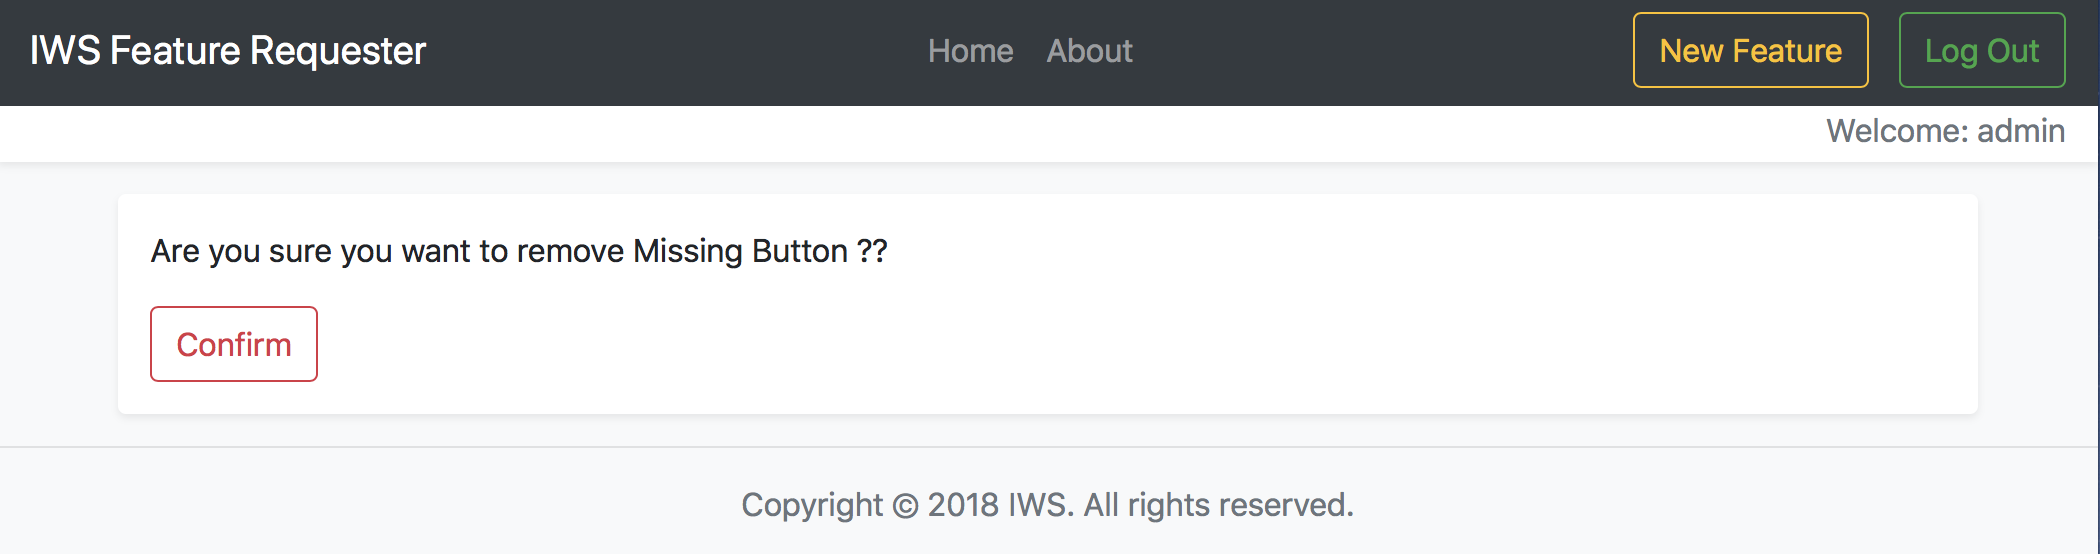 IWS Feature Requester Home About New Feature Log Out
Welcome: admin
Are you sure you want to remove Missing Button ??
Confirm
Copyright © 2018 IWS. All rights reserved.